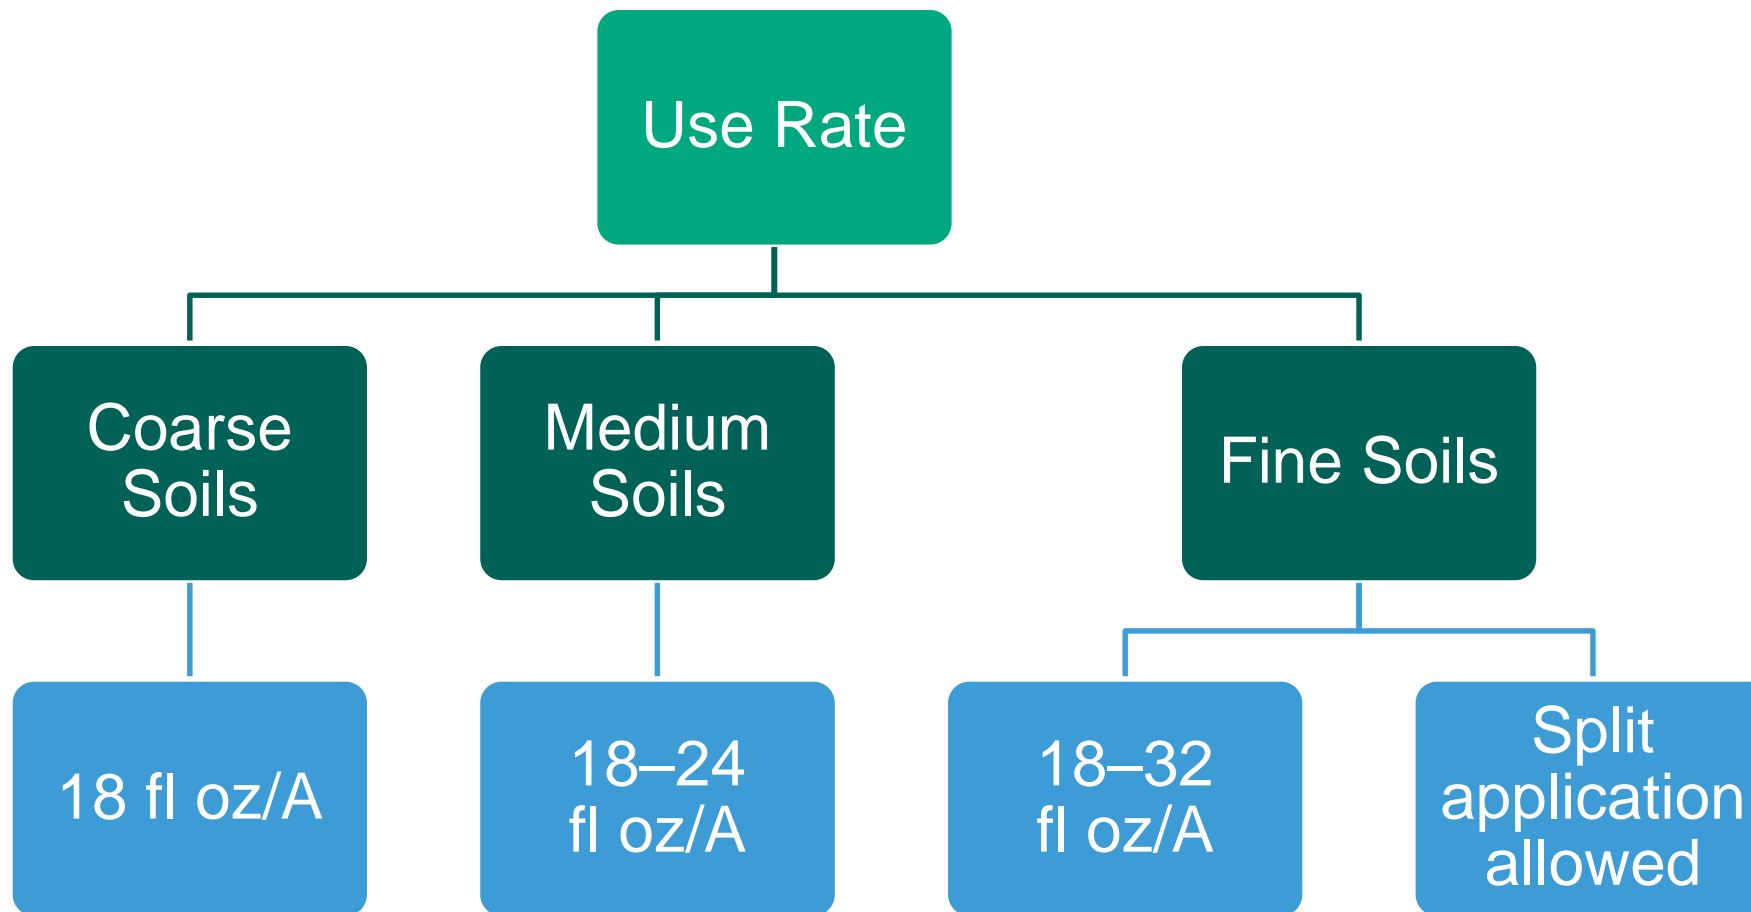 Use Rate
Coarse
Soils
Medium
Soils
Fine Soils
18 fl oz/A
18–24
fl oz/A
18–32
fl oz/A
Split
application
allowed